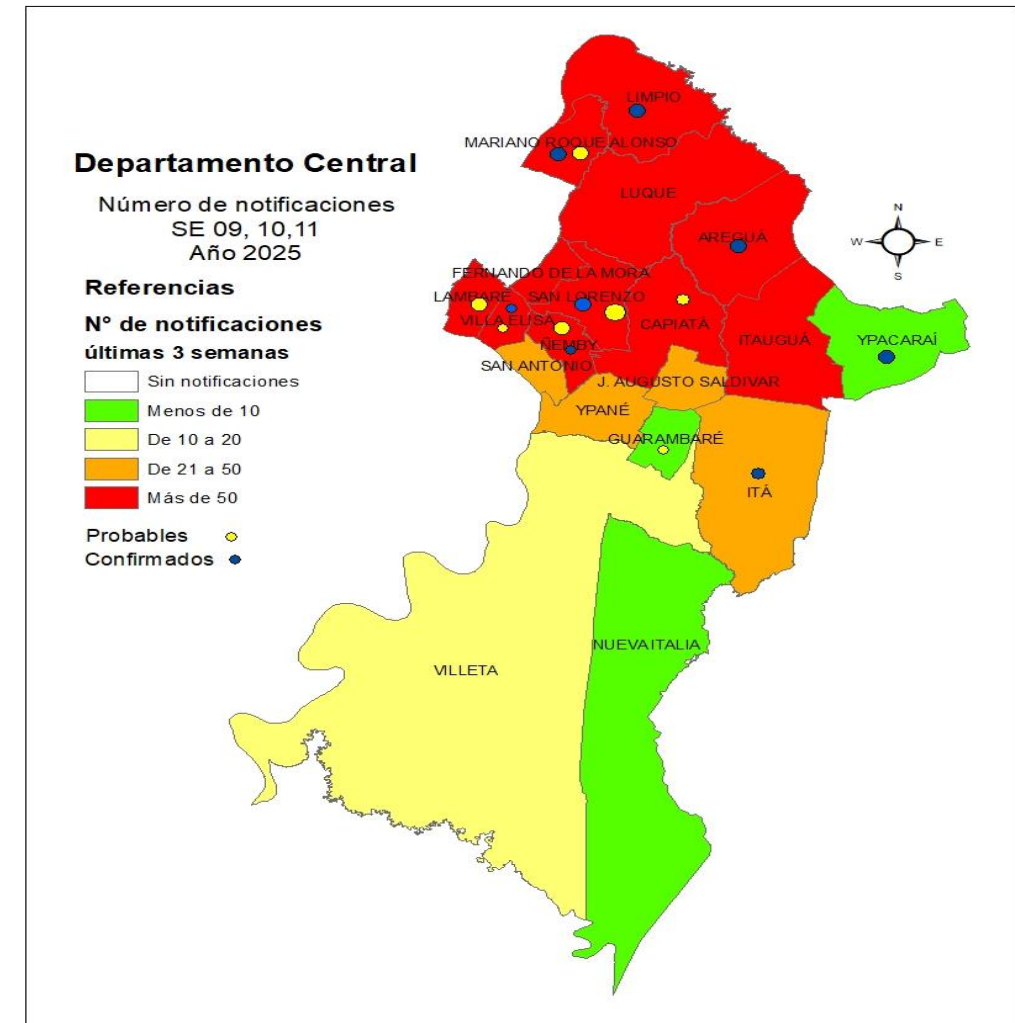 Departamento Central
Número de notificaciones
SE 09, 10,11
Año 2025
Referencias
N° de notificaciones
últimas 3 semanas
Sin notificaciones
Menos de 10
De 10 a 20
De 21 a 50
Más de 50
Probables
Confirmados
N
W
E
S
LIMPIO
MARIANO ROQUE ALONSO
LUQUE
AREGUÁ
FERNANDO DE LA MORA
LAMBARÉ
SAN LORENZO
VILLA ELISA
CAPIATÁ
ITAUGUÁ
YPACARAÍ
ÑEMBY
SAN ANTONIO
J. AUGUSTO SALDIVAR
YPANÉ
GUARAMBARÉ
ITÁ
NUEVA ITALIA
VILLETA